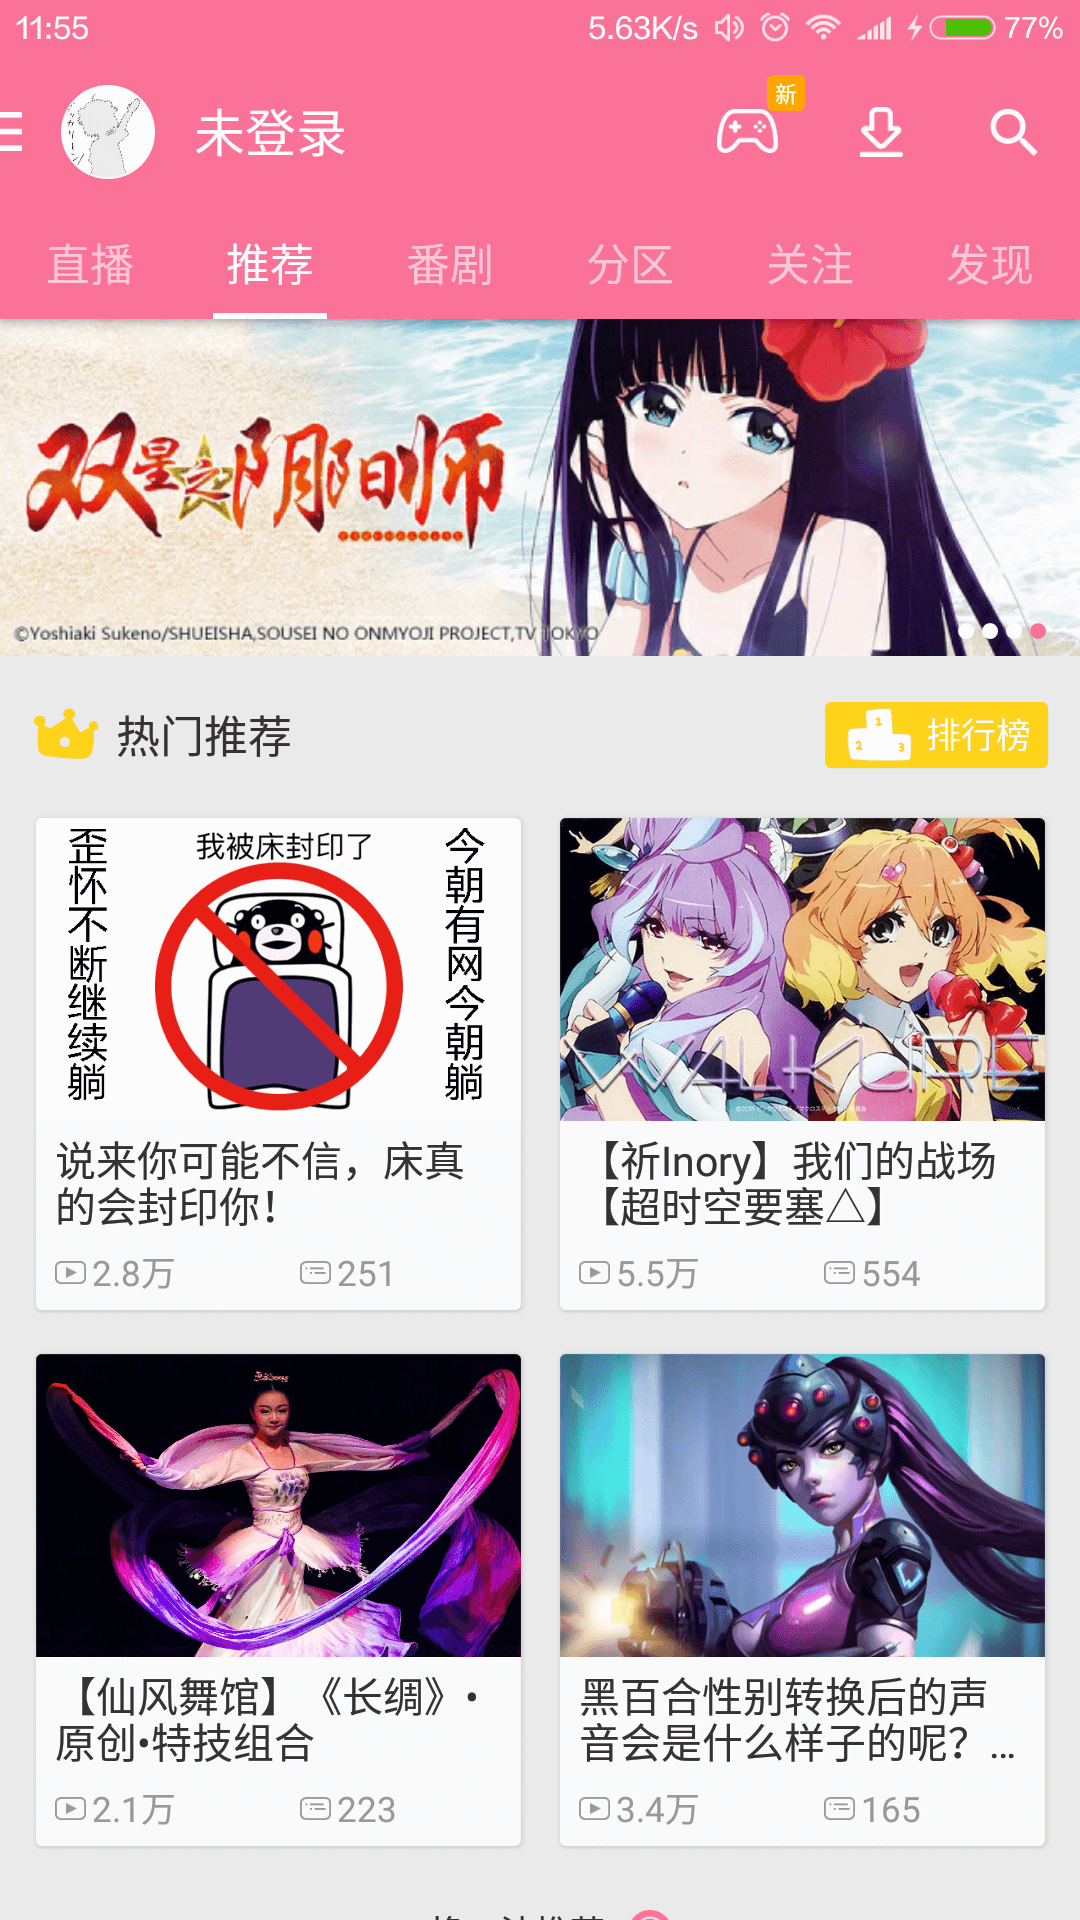 11:55 5.63K/s 77%
新
未登录
直播 推荐 番剧 分区 关注 发现
双星之阴阳师
©Yoshiaki Sukeno/SHUEISHA,SOUSEI NO ONMYOJI PROJECT,TV TOKYO
热门推荐
1 2 3 排行榜
我被床封印了
歪怀不断继续躺
今朝有网今朝躺
说来你可能不信，床真
的会封印你！
2.8万 251
WALKURE
【祈Inory】我们的战场
【超时空要塞△】
5.5万 554
【仙风舞馆】《长绸》•
原创•特技组合
2.1万 223
黑百合性别转换后的声
音会是什么样子的呢？...
3.4万 165